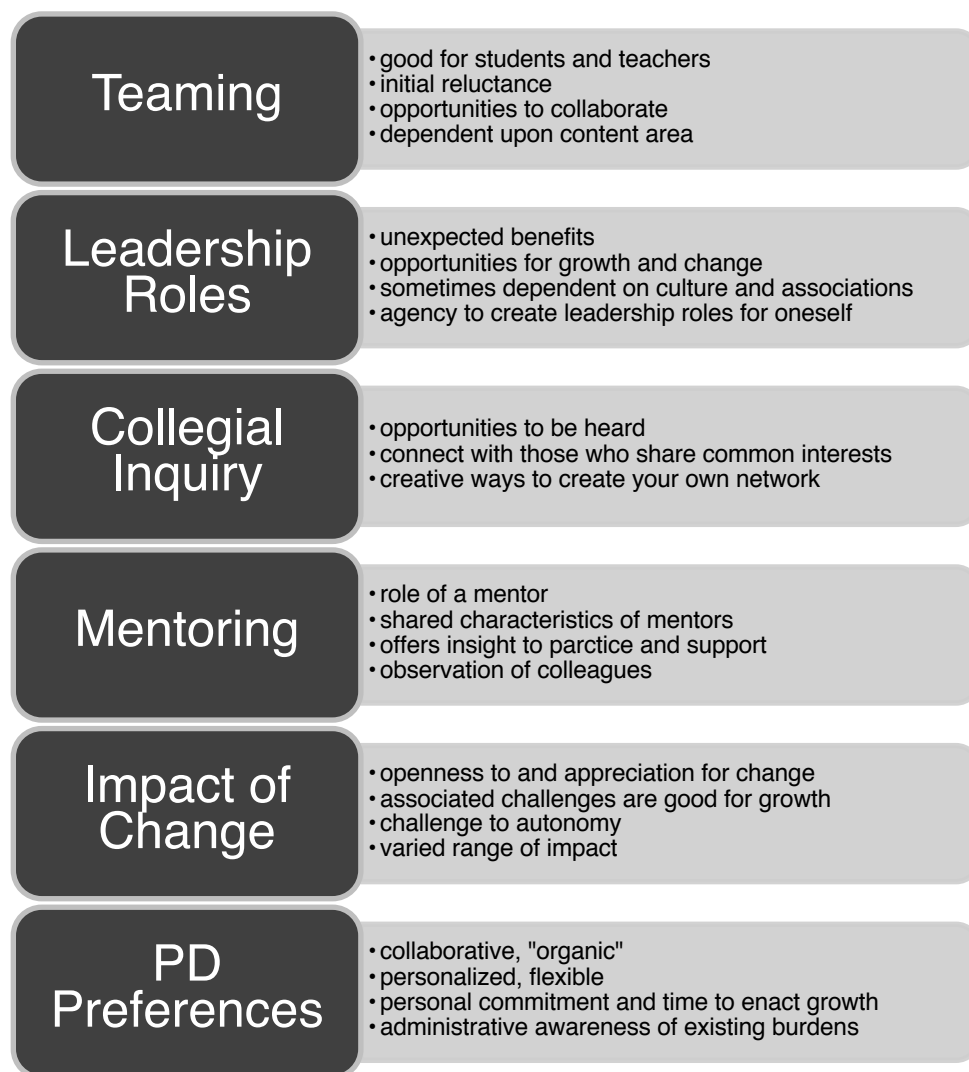 Teaming
• good for students and teachers
• initial reluctance
• opportunities to collaborate
• dependent upon content area
Leadership
Roles
• unexpected benefits
• opportunities for growth and change
• sometimes dependent on culture and associations
• agency to create leadership roles for oneself
Collegial
Inquiry
• opportunities to be heard
• connect with those who share common interests
• creative ways to create your own network
Mentoring
• role of a mentor
• shared characteristics of mentors
• offers insight to parctice and support
• observation of colleagues
Impact of
Change
• openness to and appreciation for change
• associated challenges are good for growth
• challenge to autonomy
• varied range of impact
PD
Preferences
• collaborative, "organic"
• personalized, flexible
• personal commitment and time to enact growth
• administrative awareness of existing burdens